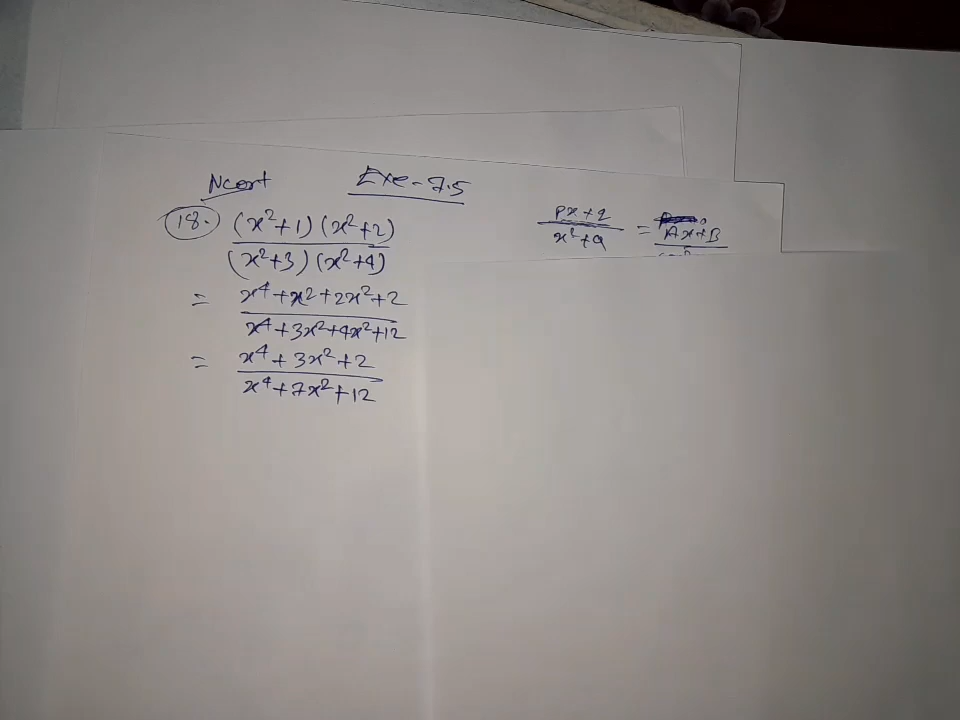 Ncert Exe-7.5
18. (x²+1)(x²+2)
(x²+3)(x²+4)
= x⁴+x²+2x²+2
x⁴+3x²+4x²+12
= x⁴+3x²+2
x⁴+7x²+12
px+q
x²+a
= Ax+B